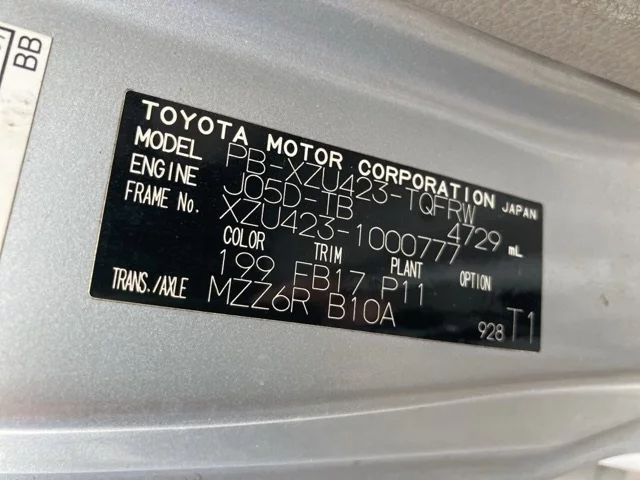 BB
TOYOTA MOTOR CORPORATION JAPAN
MODEL PB-XZU423-TQFRW
ENGINE J05D-TB 4729 mL
FRAME No. XZU423-1000777
COLOR TRIM PLANT OPTION
199 FB17 P11
TRANS./AXLE MZZ6R B10A
928 T1